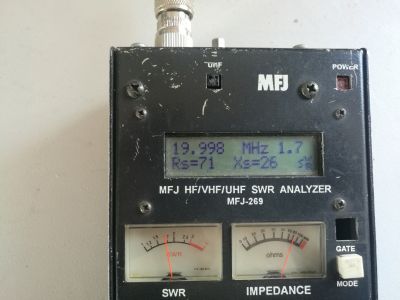 UHF
POWER
MFJ
19.998 MHz 1.7
Rs=71 Xs=26
MFJ HF/VHF/UHF SWR ANALYZER
MFJ-269
ohms
GATE
MODE
SWR
IMPEDANCE